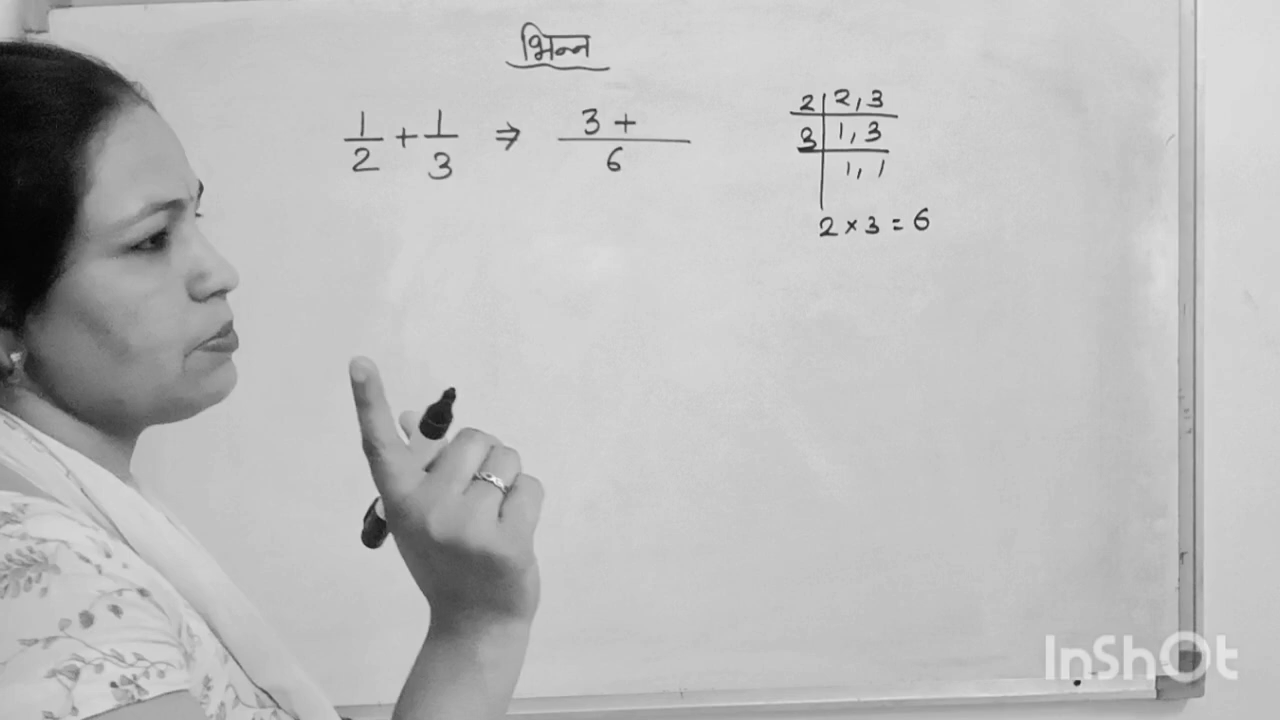 भिन्न
1/2 + 1/3 ⇒ 3 + / 6
2 | 2, 3
3 | 1, 3
1, 1
2 × 3 = 6
InShOt